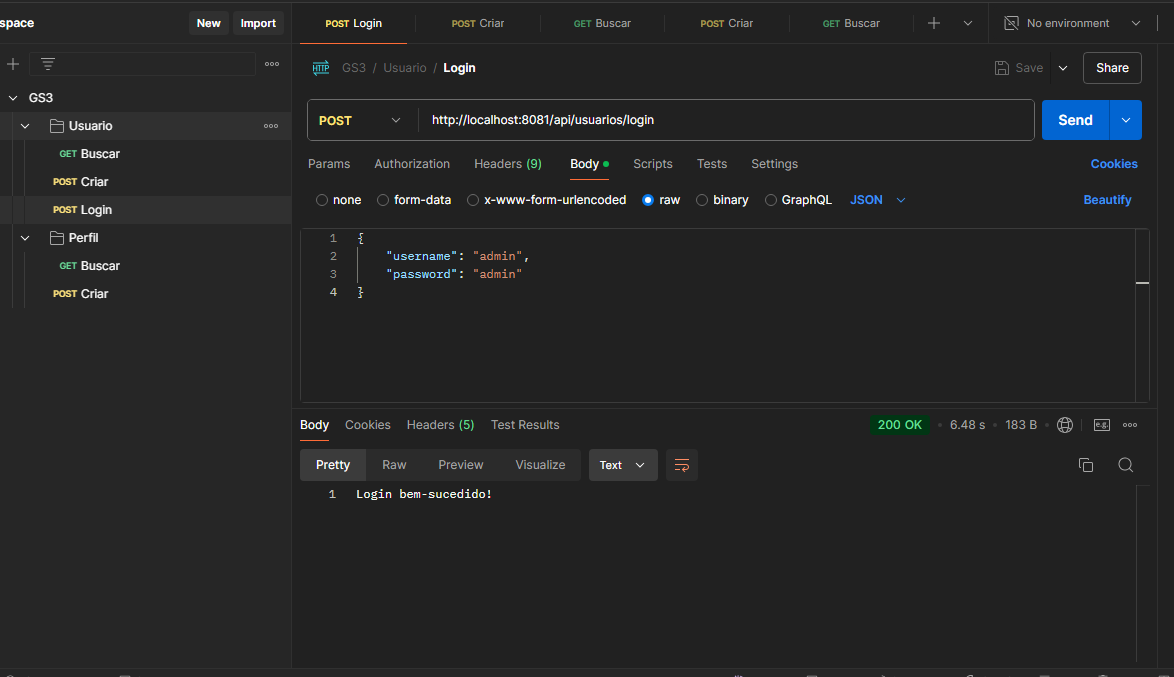 space
New
Import
POST Login
POST Criar
GET Buscar
POST Criar
GET Buscar
No environment
HTTP
GS3 / Usuario / Login
Save
Share
GS3
Usuario
GET Buscar
POST Criar
POST Login
Perfil
GET Buscar
POST Criar
POST
http://localhost:8081/api/usuarios/login
Send
Params
Authorization
Headers (9)
Body
Scripts
Tests
Settings
Cookies
none
form-data
x-www-form-urlencoded
raw
binary
GraphQL
JSON
Beautify
1 {
2 "username": "admin",
3 "password": "admin"
4 }
Body
Cookies
Headers (5)
Test Results
200 OK
6.48 s
183 B
e.g.
Pretty
Raw
Preview
Visualize
Text
1 Login bem-sucedido!